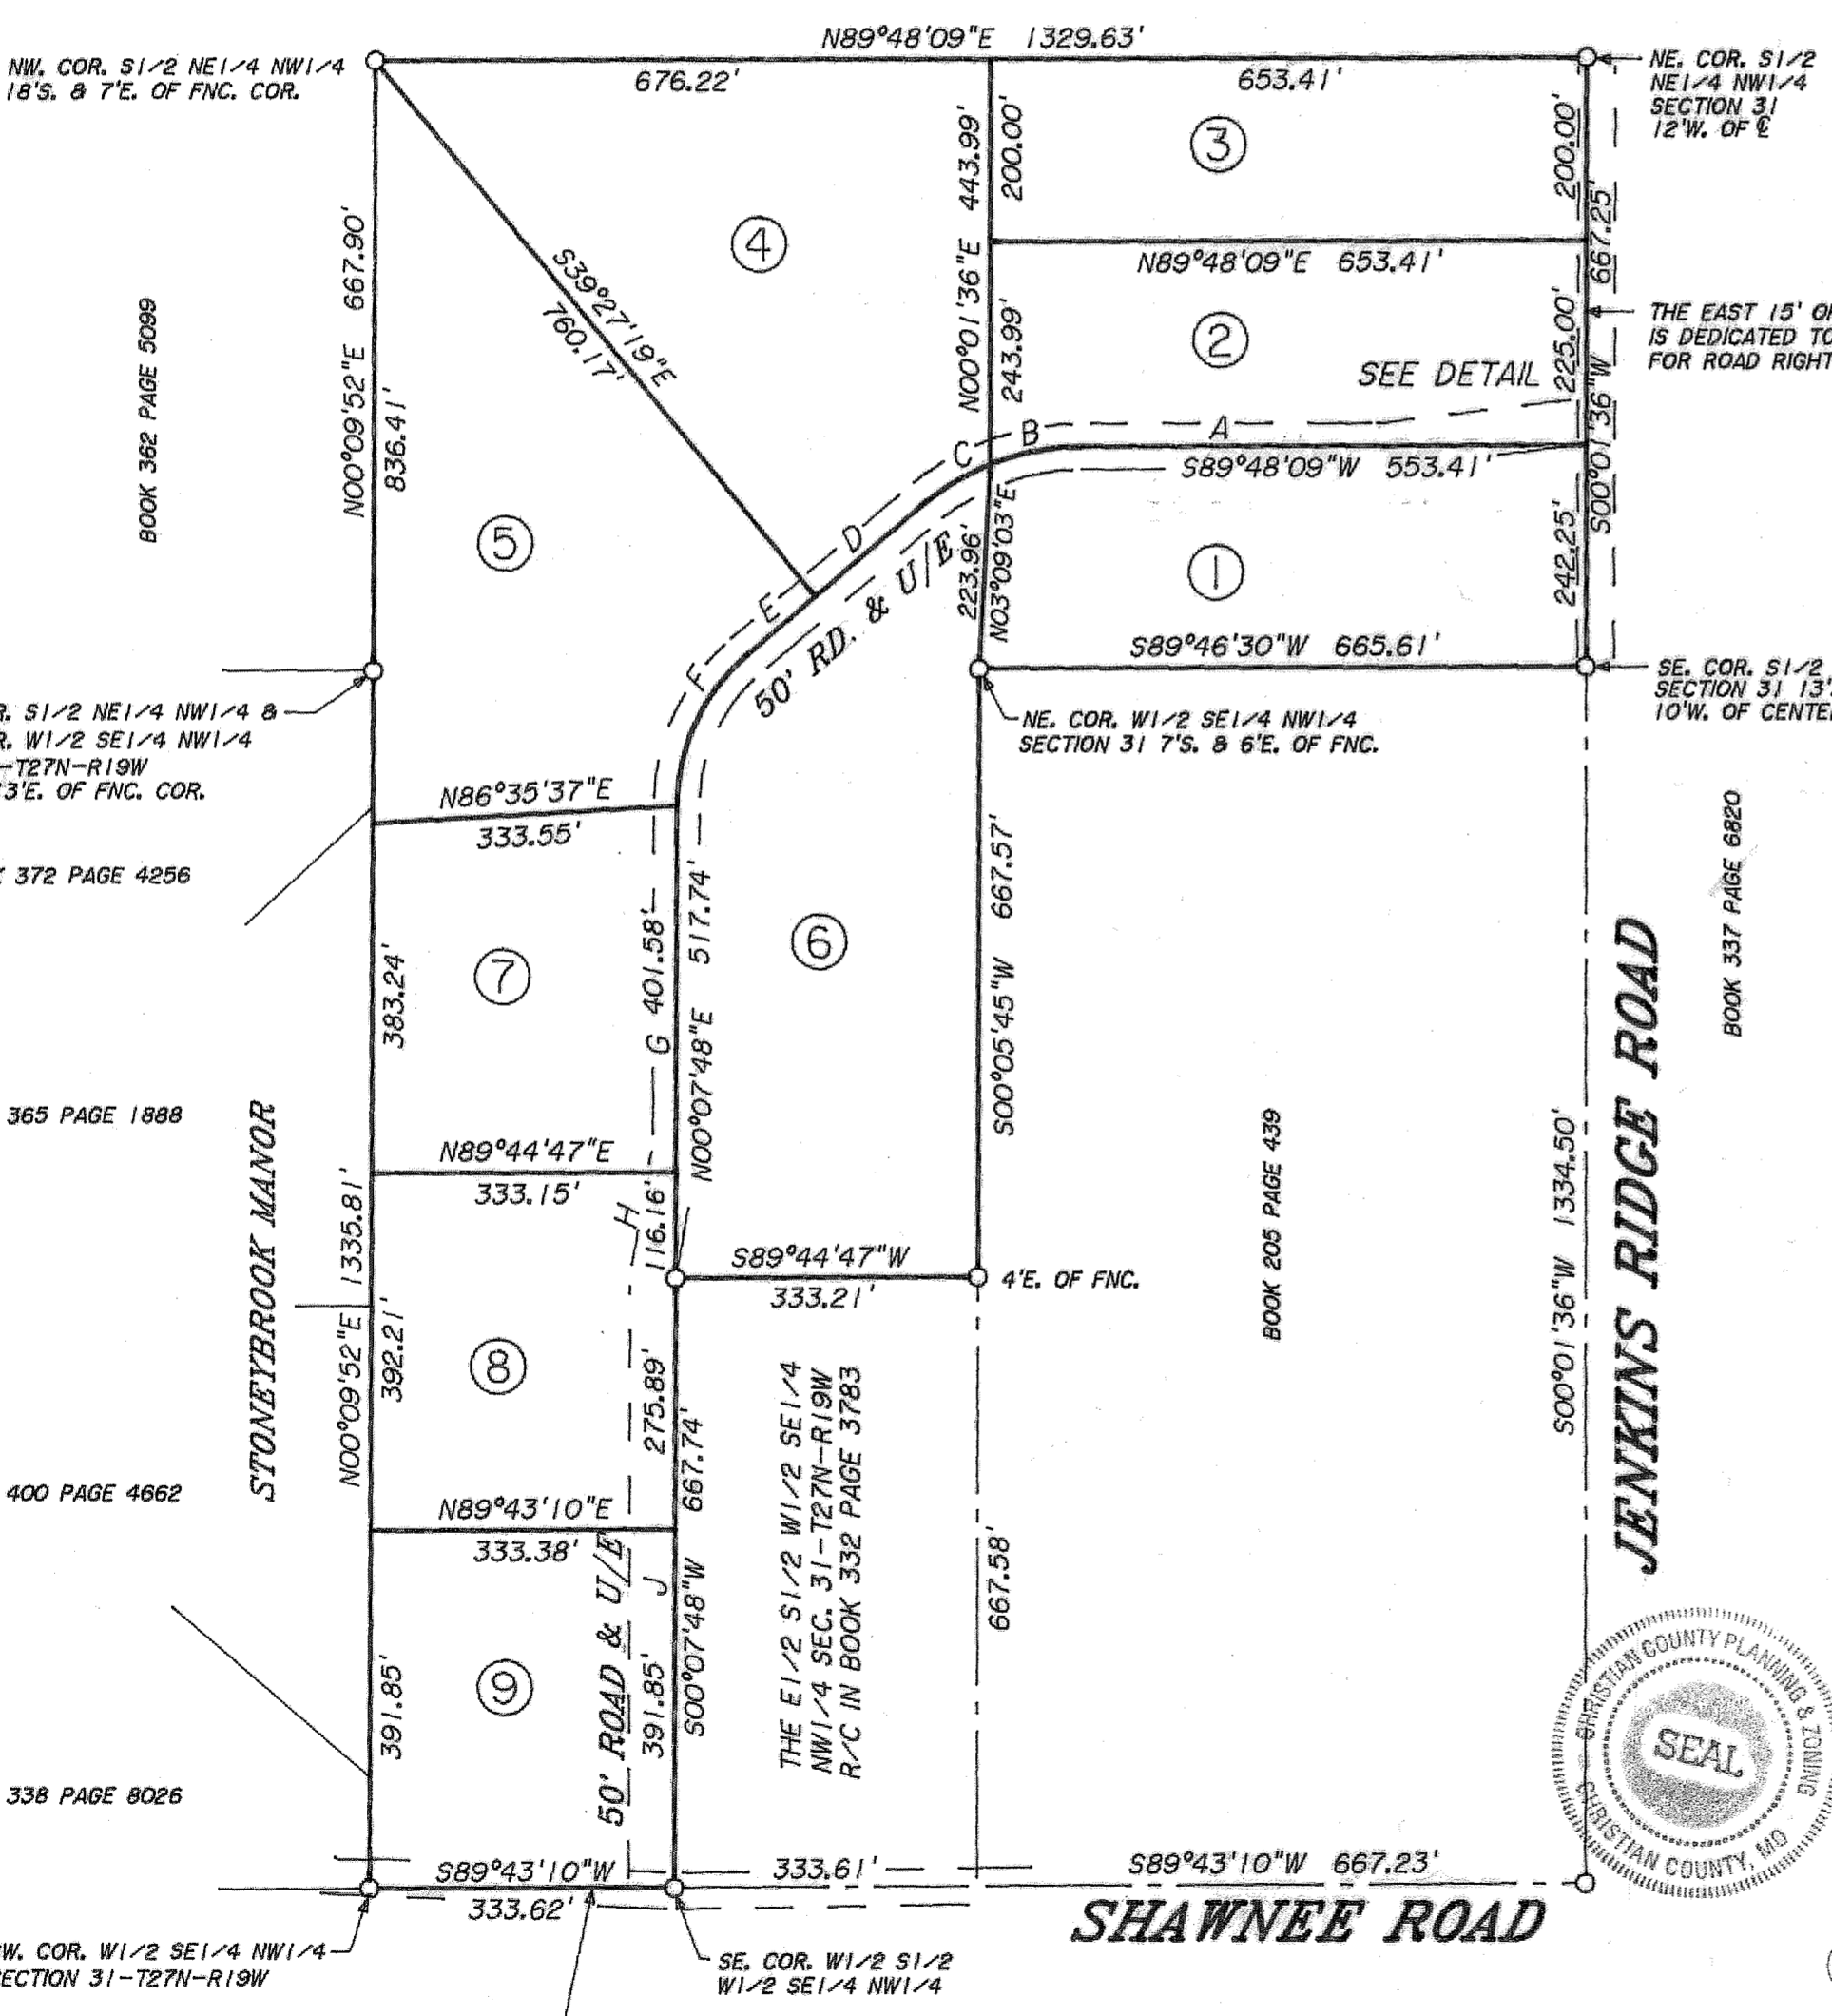 N89°48'09"E 1329.63'
676.22'
653.41'
NW. COR. S1/2 NE1/4 NW1/4
18'S. & 7'E. OF FNC. COR.
NE. COR. S1/2
NE1/4 NW1/4
SECTION 31
12'W. OF ℄
443.99'
200.00'
3
200.00'
667.25'
4
N00°01'36"E
N89°48'09"E 653.41'
S39°27'19"E
760.17'
N00°09'52"E 667.90'
836.41'
BOOK 362 PAGE 5099
243.99'
2
225.00'
THE EAST 15' O
IS DEDICATED TO
FOR ROAD RIGHT
SEE DETAIL
S00°01'36"W
A
B
C
D
E
F
S89°48'09"W 553.41'
5
50' RD. & U/E
223.96'
N03°09'03"E
1
242.25'
S89°46'30"W 665.61'
SE. COR. S1/2
SECTION 31 13'
10'W. OF CENTE
R. S1/2 NE1/4 NW1/4 &
R. W1/2 SE1/4 NW1/4
-T27N-R19W
3'E. OF FNC. COR.
NE. COR. W1/2 SE1/4 NW1/4
SECTION 31 7'S. & 6'E. OF FNC.
N86°35'37"E
333.55'
372 PAGE 4256
BOOK 337 PAGE 6820
667.57'
S00°05'45"W
6
517.74'
N00°07'48"E
401.58'
G
7
383.24'
JENKINS RIDGE ROAD
365 PAGE 1888
STONEYBROOK MANOR
N89°44'47"E
333.15'
H
116.16'
BOOK 205 PAGE 439
S00°01'36"W 1334.50'
N00°09'52"E 1335.81'
S89°44'47"W
333.21'
4'E. OF FNC.
392.21'
8
275.89'
667.74'
THE E1/2 S1/2 W1/2 SE1/4
NW1/4 SEC. 31-T27N-R19W
R/C IN BOOK 332 PAGE 3783
400 PAGE 4662
N89°43'10"E
333.38'
667.58'
50' ROAD & U/E
J
S00°07'48"W
391.85'
9
391.85'
CHRISTIAN COUNTY PLANNING & ZONING
SEAL
CHRISTIAN COUNTY, MO
338 PAGE 8026
S89°43'10"W
333.62'
333.61'
S89°43'10"W 667.23'
SHAWNEE ROAD
W. COR. W1/2 SE1/4 NW1/4
ECTION 31-T27N-R19W
SE. COR. W1/2 S1/2
W1/2 SE1/4 NW1/4